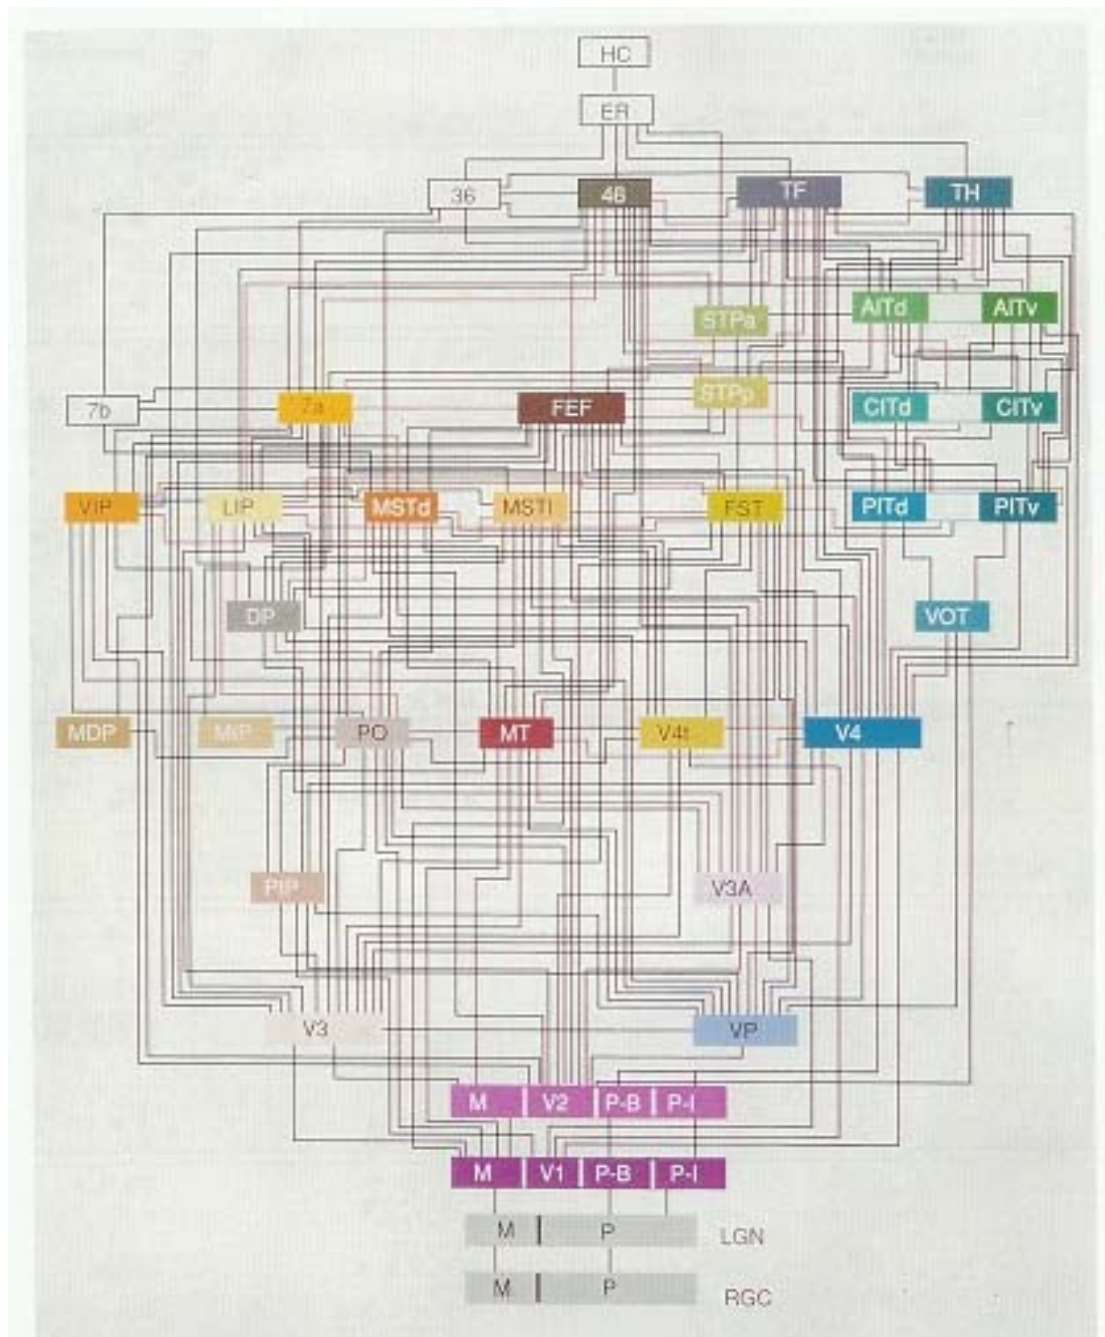 HC
ER
36 46 TF TH
STPa AITd AITv
7b 7a FEF STPp CITd CITv
VIP LIP MSTd MSTl FST PITd PITv
DP VOT
MDP MIP PO MT V4t V4
PIP V3A
V3 VP
M V2 P-B P-I
M V1 P-B P-I
M P LGN
M P RGC